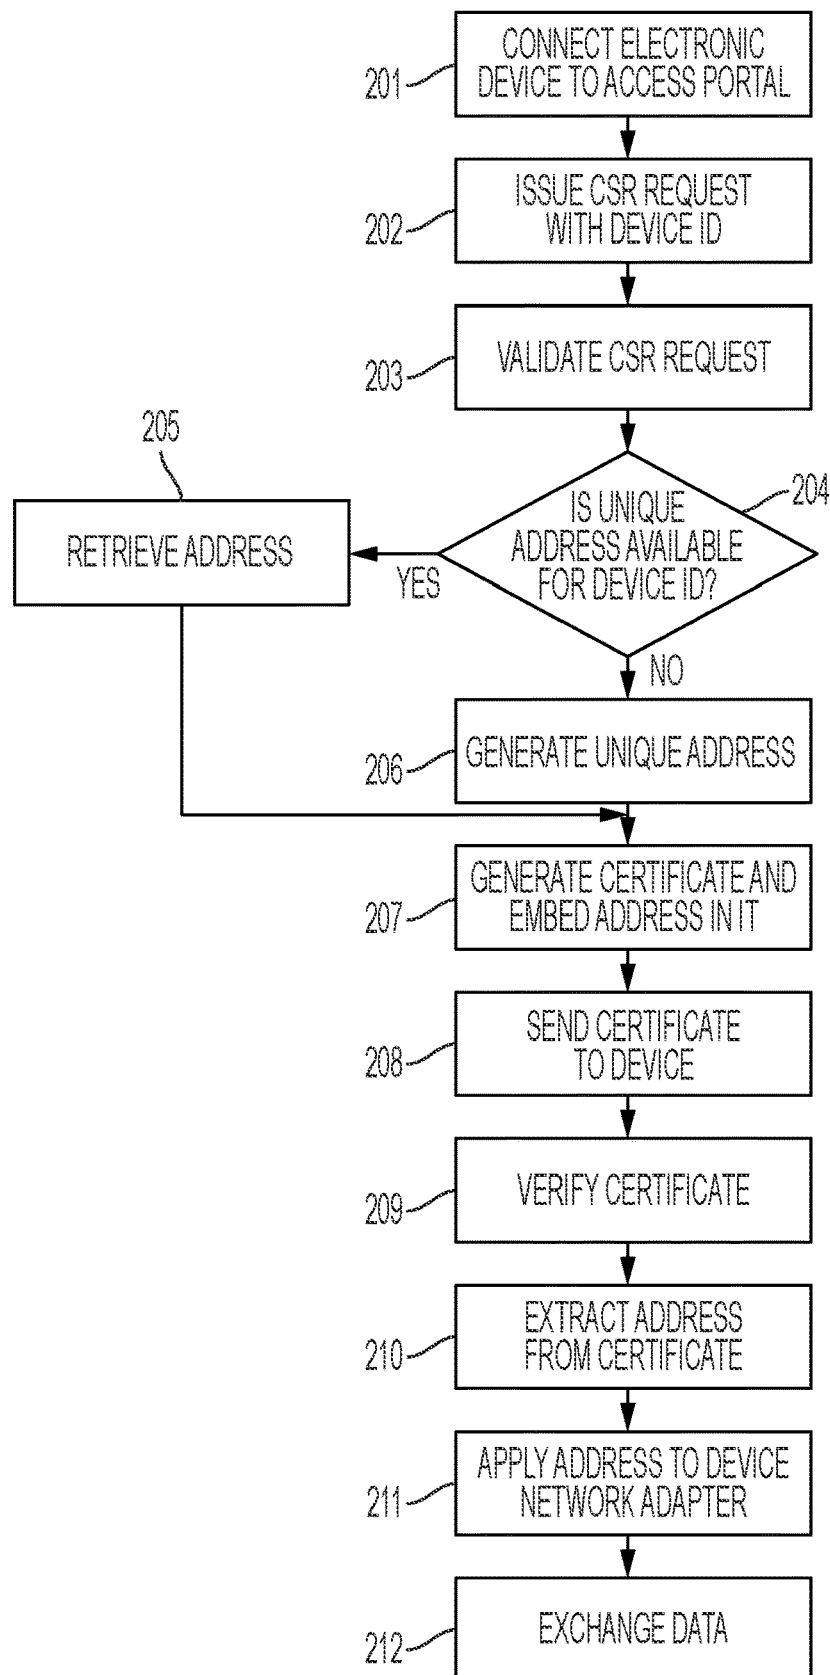 CONNECT ELECTRONIC
DEVICE TO ACCESS PORTAL
201
ISSUE CSR REQUEST
WITH DEVICE ID
202
VALIDATE CSR REQUEST
203
205
204
IS UNIQUE
ADDRESS AVAILABLE
FOR DEVICE ID?
RETRIEVE ADDRESS
YES
NO
GENERATE UNIQUE ADDRESS
206
GENERATE CERTIFICATE AND
EMBED ADDRESS IN IT
207
SEND CERTIFICATE
TO DEVICE
208
VERIFY CERTIFICATE
209
EXTRACT ADDRESS
FROM CERTIFICATE
210
APPLY ADDRESS TO DEVICE
NETWORK ADAPTER
211
EXCHANGE DATA
212